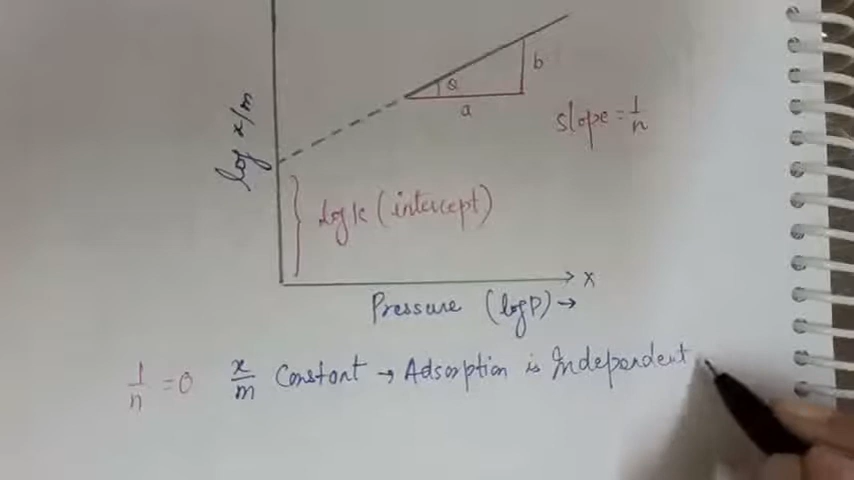 b
θ
a
slope = 1/n
log x/m
log k (intercept)
x
Pressure (log P) →
1/n = 0 x/m Constant → Adsorption is Independent